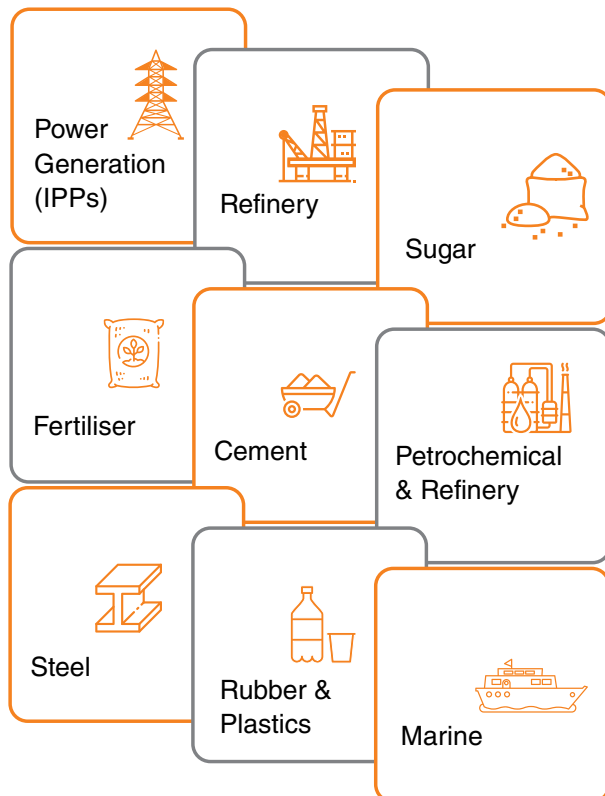 Power
Generation
(IPPs)
Refinery
Sugar
Fertiliser
Cement
Petrochemical
& Refinery
Steel
Rubber &
Plastics
Marine